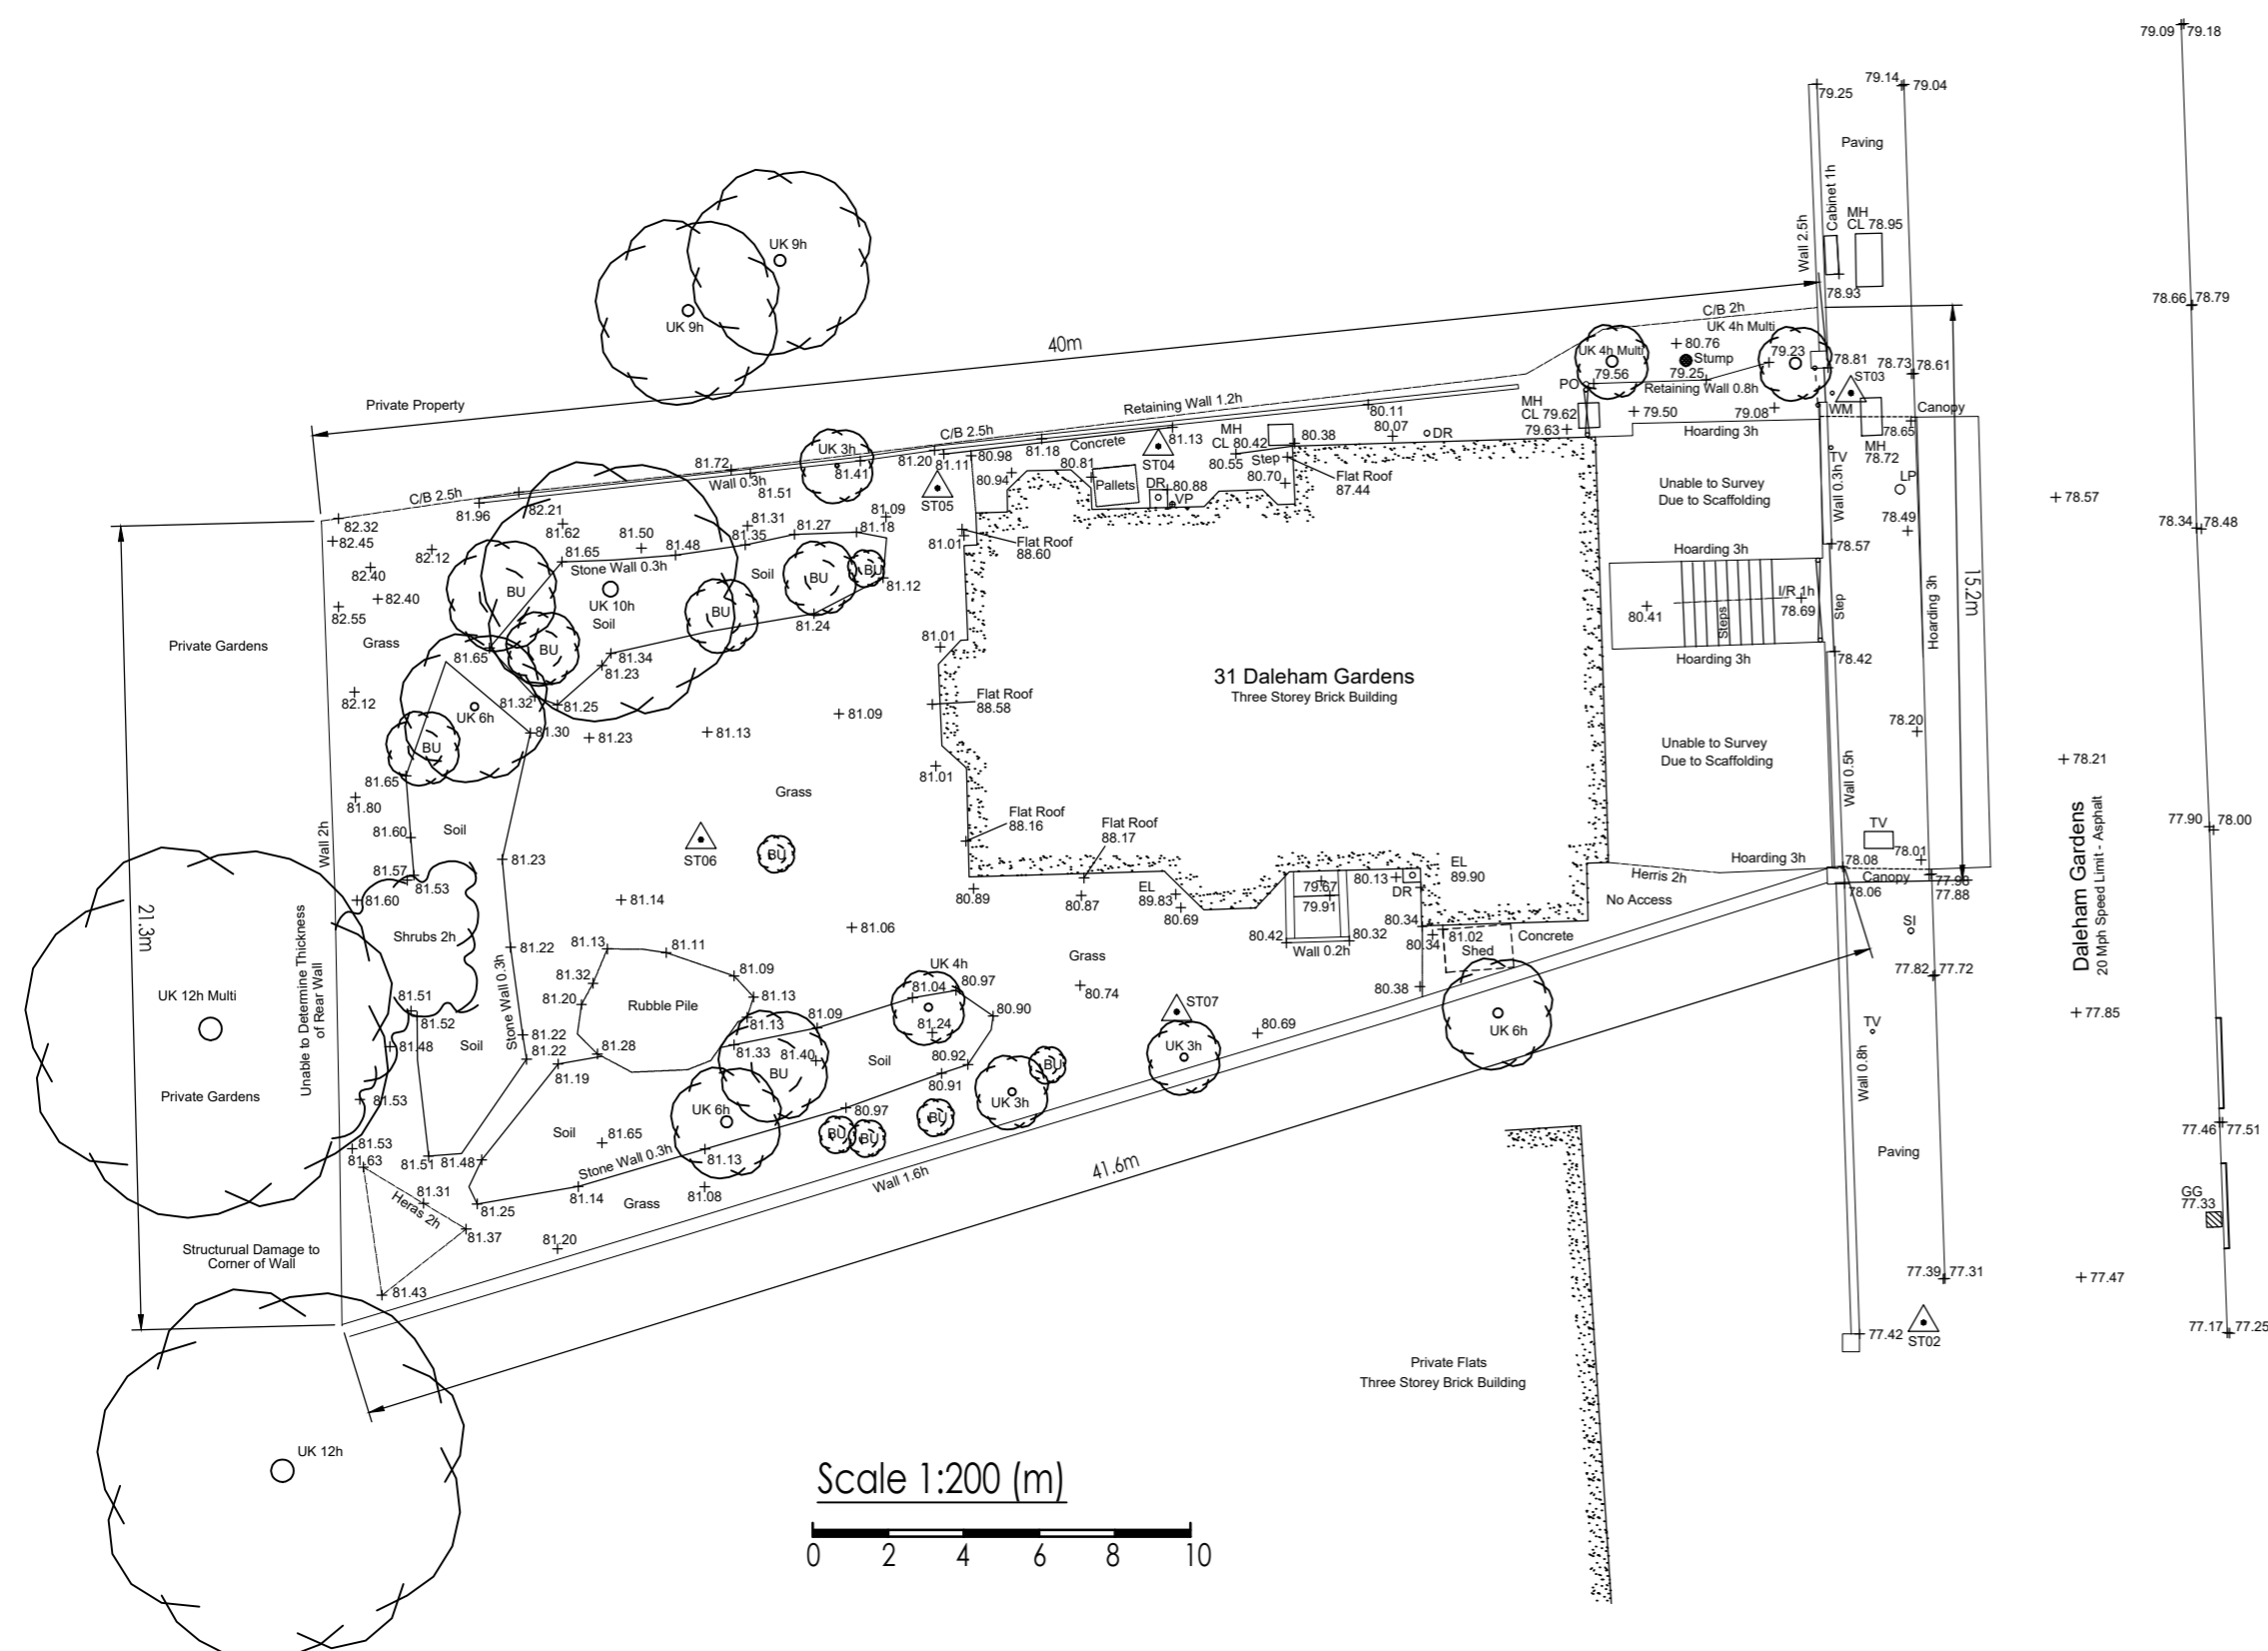 79.09
79.18
79.14
79.04
79.25
Paving
Cabinet 1h
MH
CL 78.95
Wall 2.5h
UK 9h
UK 9h
78.93
78.66
78.79
C/B 2h
40m
UK 4h Multi
80.76
UK 4h Multi
Stump
79.23
78.81
78.73
78.61
79.56
79.25
ST03
PO
Retaining Wall 0.8h
Private Property
Retaining Wall 1.2h
80.11
MH
CL 79.62
79.50
79.08
WM
Canopy
C/B 2.5h
Concrete
81.13
MH
CL 80.42
80.38
80.07
DR
79.63
Hoarding 3h
78.65
UK 3h
81.20
81.11
80.98
81.18
ST04
80.55
Step
TV
MH
78.72
81.72
81.41
80.94
80.81
Pallets
DR
80.88
80.70
Flat Roof
87.44
Unable to Survey
Due to Scaffolding
Wall 0.3h
LP
78.57
C/B 2.5h
Wall 0.3h
81.51
ST05
VP
81.96
82.21
81.09
78.49
78.34
78.48
82.32
82.45
81.62
81.50
81.31
81.27
81.18
81.35
81.01
Flat Roof
88.60
82.12
81.65
81.48
Hoarding 3h
78.57
Stone Wall 0.3h
82.40
82.40
BU
Soil
BU
BU
81.12
UK 10h
BU
I/R 1h
78.69
Step
Hoarding 3h
15.2m
82.55
Soil
81.24
80.41
Steps
Private Gardens
Grass
BU
81.65
81.34
81.23
81.01
Hoarding 3h
78.42
31 Daleham Gardens
Three Storey Brick Building
82.12
UK 6h
81.32
81.25
81.09
Flat Roof
88.58
78.20
BU
81.30
81.23
81.13
Unable to Survey
Due to Scaffolding
81.65
81.80
81.01
78.21
Wall 0.5h
Grass
Daleham Gardens
20 Mph Speed Limit - Asphalt
Wall 2h
81.60
Soil
Flat Roof
88.16
Flat Roof
88.17
TV
77.90
78.00
ST06
BU
81.23
Hoarding 3h
78.08
78.01
81.57
81.53
EL
89.90
Herris 2h
Canopy
77.98
77.88
81.60
81.14
80.89
80.87
EL
89.83
80.69
79.67
79.91
80.13
DR
No Access
78.06
21.3m
Shrubs 2h
81.22
81.13
81.11
81.06
80.42
Wall 0.2h
80.32
80.34
80.34
81.02
Shed
Concrete
SI
Unable to Determine Thickness
of Rear Wall
Stone Wall 0.3h
81.32
81.09
UK 4h
80.97
Grass
77.82
77.72
UK 12h Multi
81.51
81.20
Rubble Pile
81.13
81.04
80.74
80.38
81.52
81.22
81.13
81.09
81.24
80.90
ST07
80.69
UK 6h
TV
77.85
81.48
Soil
81.22
81.28
81.33
81.40
Soil
80.92
UK 3h
81.19
BU
80.91
BU
Wall 0.8h
Private Gardens
81.53
UK 6h
80.97
UK 3h
BU
BU
BU
77.46
77.51
81.53
81.63
81.51
81.48
Soil
81.65
81.13
Stone Wall 0.3h
Wall 1.6h
41.6m
Paving
81.31
Heras 2h
81.25
81.14
Grass
81.08
GG
77.33
81.37
81.20
Structurual Damage to
Corner of Wall
81.43
77.39
77.31
77.47
77.42
ST02
77.17
77.25
Private Flats
Three Storey Brick Building
UK 12h
Scale 1:200 (m)
0 2 4 6 8 10